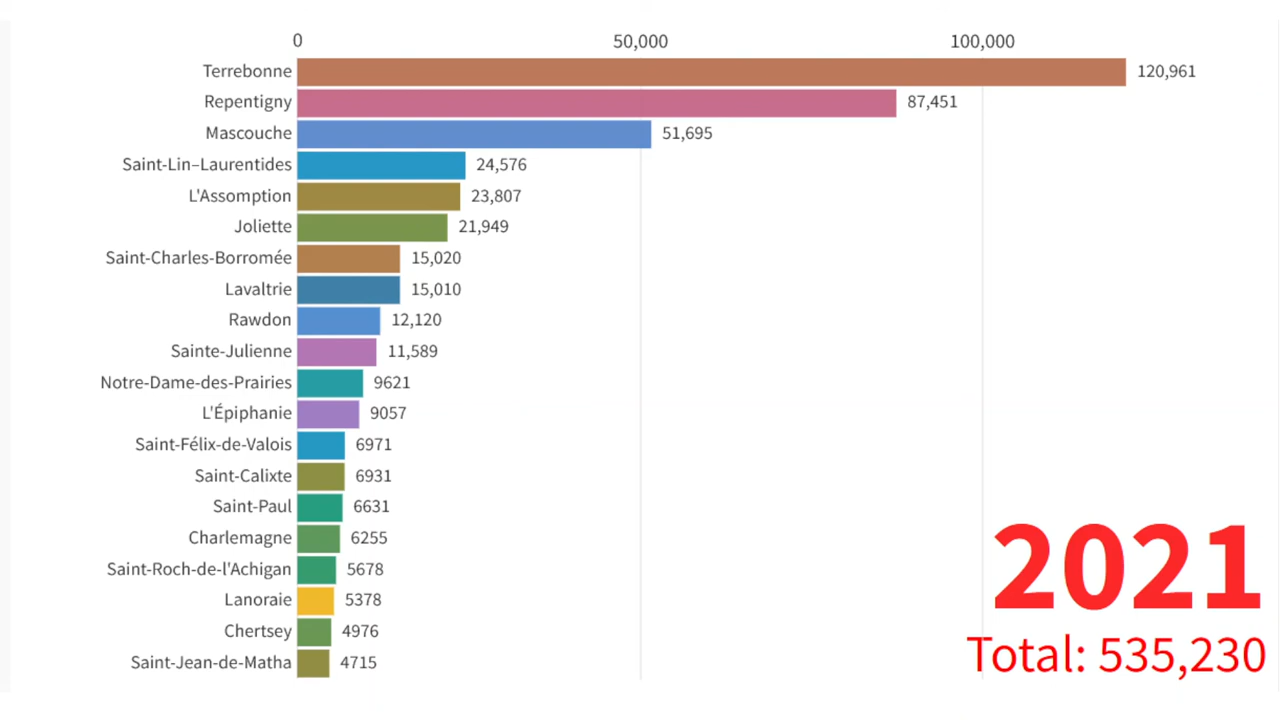 0 50,000 100,000
Terrebonne 120,961
Repentigny 87,451
Mascouche 51,695
Saint-Lin–Laurentides 24,576
L'Assomption 23,807
Joliette 21,949
Saint-Charles-Borromée 15,020
Lavaltrie 15,010
Rawdon 12,120
Sainte-Julienne 11,589
Notre-Dame-des-Prairies 9621
L'Épiphanie 9057
Saint-Félix-de-Valois 6971
Saint-Calixte 6931
Saint-Paul 6631
Charlemagne 6255
Saint-Roch-de-l'Achigan 5678
Lanoraie 5378
Chertsey 4976
Saint-Jean-de-Matha 4715
2021
Total: 535,230